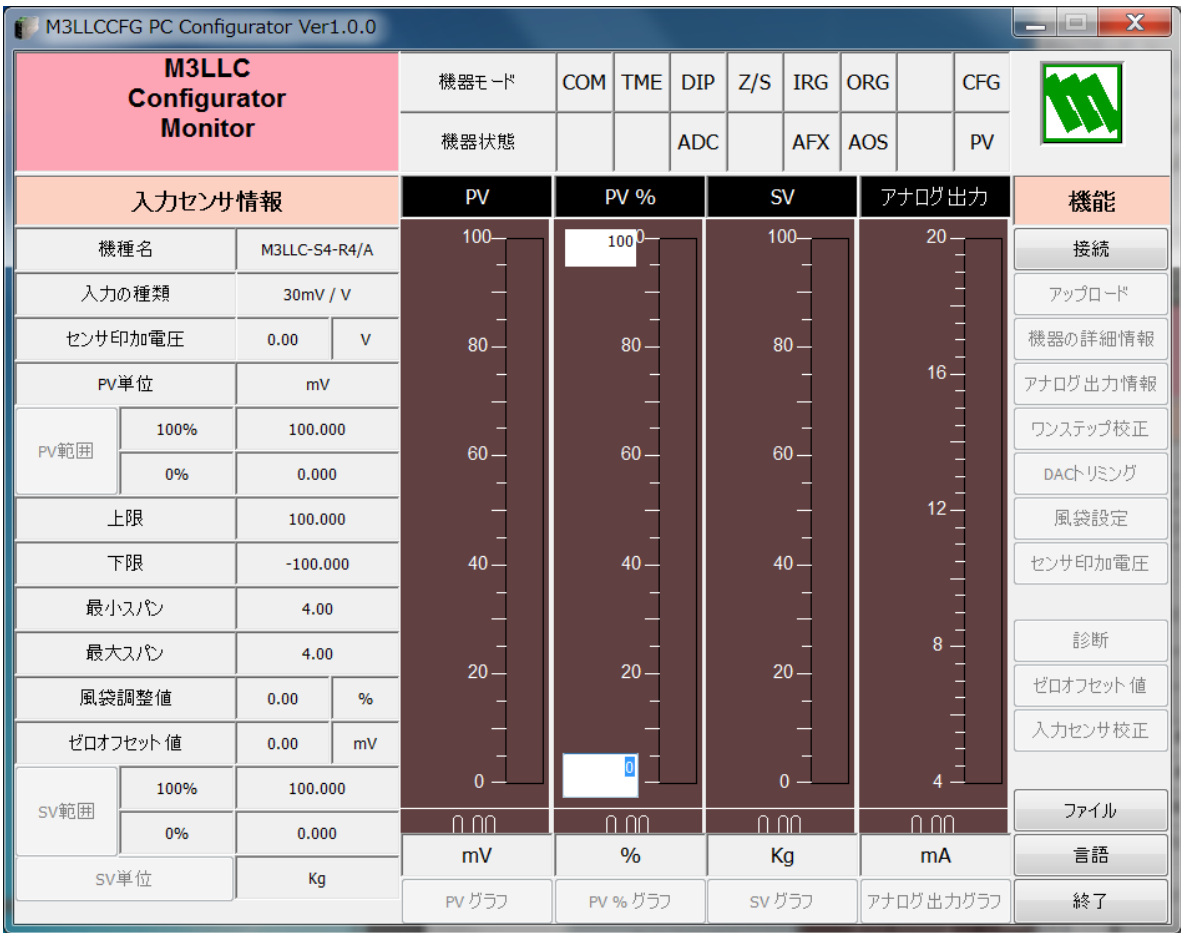 M3LLCCFG PC Configurator Ver1.0.0
M3LLC
Configurator
Monitor
機器モード COM TME DIP Z/S IRG ORG CFG
機器状態 ADC AFX AOS PV
入力センサ情報 PV PV % SV アナログ出力 機能
機種名 M3LLC-S4-R4/A
入力の種類 30mV / V
センサ印加電圧 0.00 V
PV単位 mV
PV範囲
100% 100.000
0% 0.000
上限 100.000
下限 -100.000
最小スパン 4.00
最大スパン 4.00
風袋調整値 0.00 %
ゼロオフセット値 0.00 mV
SV範囲
100% 100.000
0% 0.000
SV単位 Kg
100
80
60
40
20
0
0.00
mV
PV グラフ
100
0
80
60
40
20
0
0.00
%
PV % グラフ
100
80
60
40
20
0
0.00
Kg
SV グラフ
20
16
12
8
4
0.00
mA
アナログ出力グラフ
接続
アップロード
機器の詳細情報
アナログ出力情報
ワンステップ校正
DACトリミング
風袋設定
センサ印加電圧
診断
ゼロオフセット値
入力センサ校正
ファイル
言語
終了